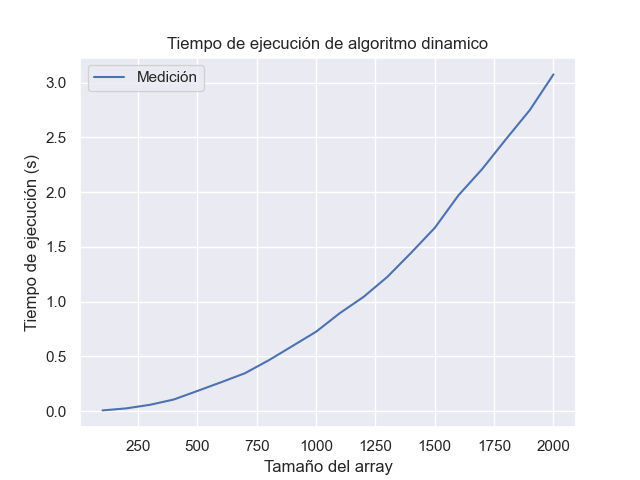 Tiempo de ejecución de algoritmo dinamico
Medición
3.0
2.5
2.0
1.5
1.0
0.5
0.0
Tiempo de ejecución (s)
250 500 750 1000 1250 1500 1750 2000
Tamaño del array